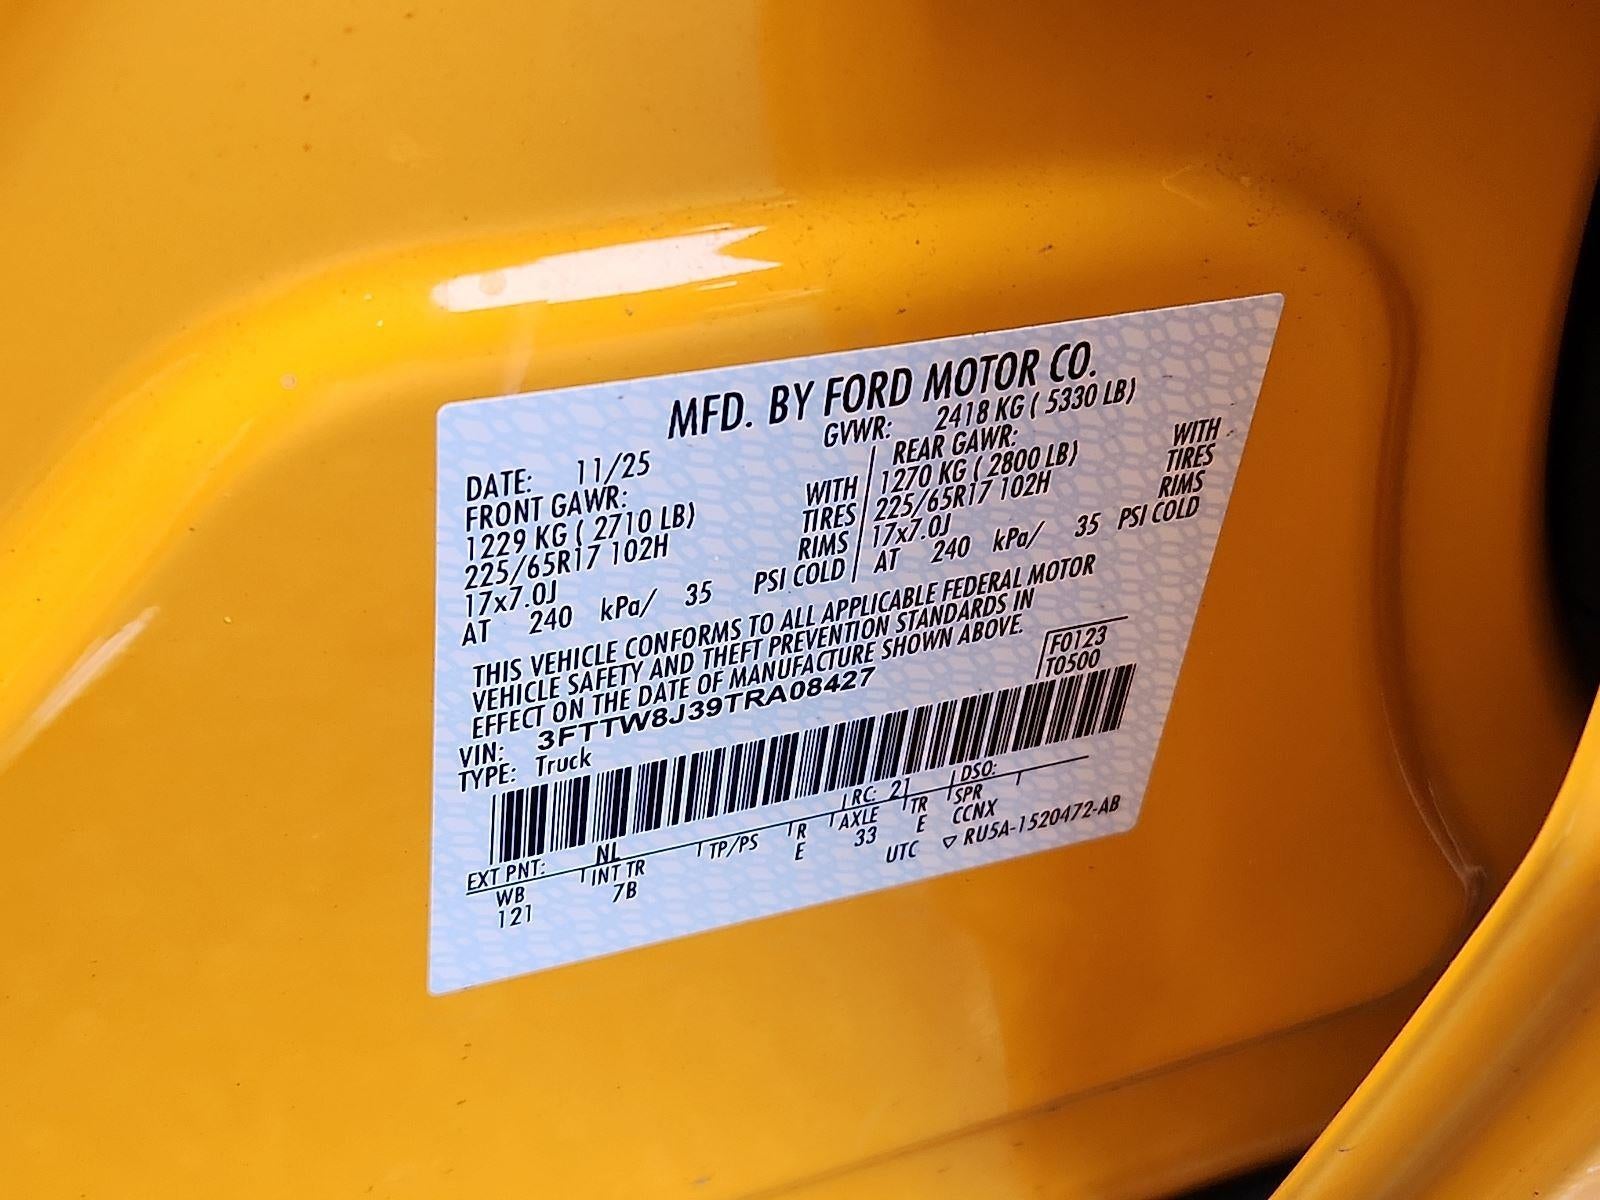 MFD. BY FORD MOTOR CO.
DATE: 11/25 GVWR: 2418 KG ( 5330 LB)
FRONT GAWR: REAR GAWR:
1229 KG ( 2710 LB) WITH 1270 KG ( 2800 LB) WITH
225/65R17 102H TIRES 225/65R17 102H TIRES
17x7.0J RIMS 17x7.0J RIMS
AT 240 kPa/ 35 PSI COLD AT 240 kPa/ 35 PSI COLD
THIS VEHICLE CONFORMS TO ALL APPLICABLE FEDERAL MOTOR
VEHICLE SAFETY AND THEFT PREVENTION STANDARDS IN
EFFECT ON THE DATE OF MANUFACTURE SHOWN ABOVE.
VIN: 3FTTW8J39TRA08427 F0123
TYPE: Truck T0500
EXT PNT: NL RC: 21 DSO:
WB INT TR TP/PS R AXLE TR SPR
121 7B E 33 E CCNX
UTC ▽ RU5A-1520472-AB